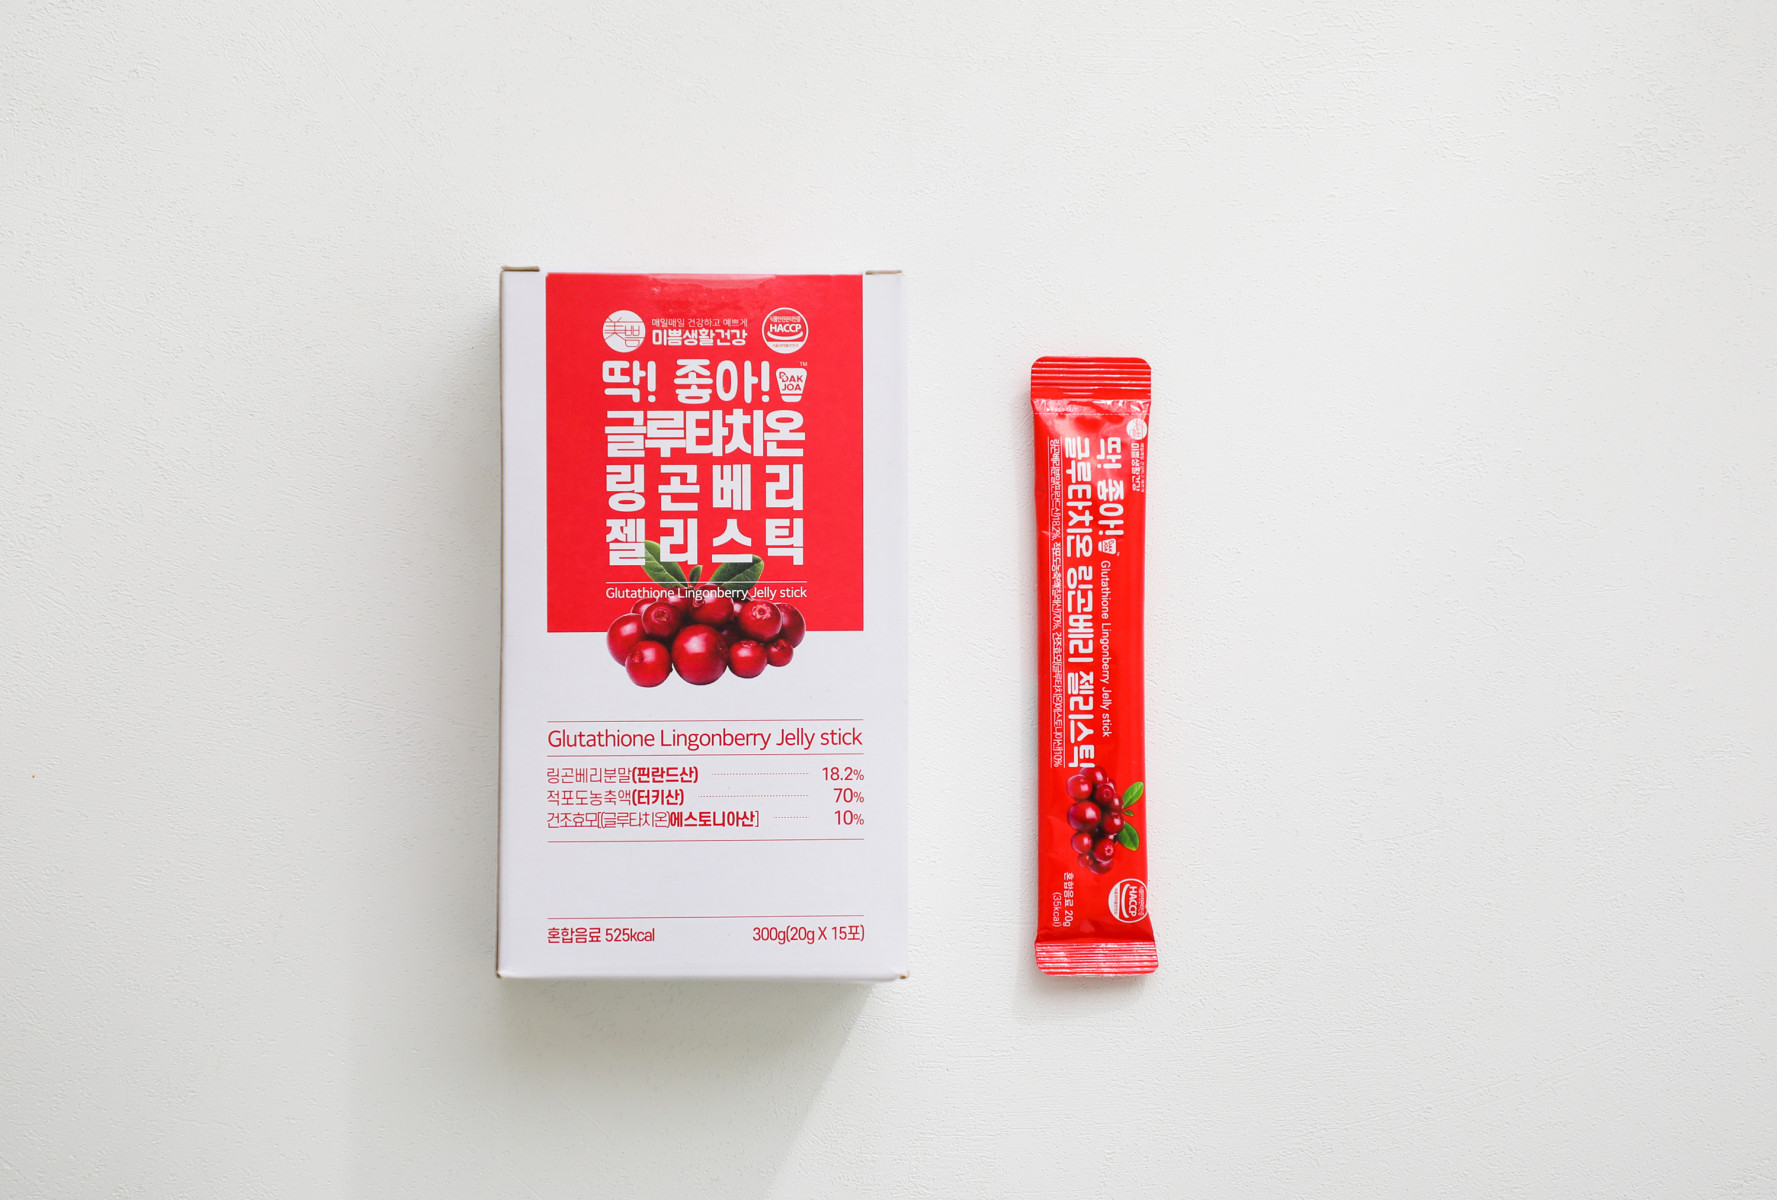 美쁨
매일매일 건강하고 예쁘게
미쁨생활건강
HACCP
딱! 좋아!
DDAK JOA
TM
글루타치온
링곤베리
젤리스틱
Glutathione Lingonberry Jelly stick
Glutathione Lingonberry Jelly stick
링곤베리분말(핀란드산) 18.2%
적포도농축액(터키산) 70%
건조효모[(글루타치온)에스토니아산] 10%
혼합음료 525kcal
300g(20g X 15포)
미쁨생활건강
딱! 좋아!
Glutathione Lingonberry Jelly stick
글루타치온 링곤베리 젤리스틱
HACCP
혼합음료 20g
(35kcal)